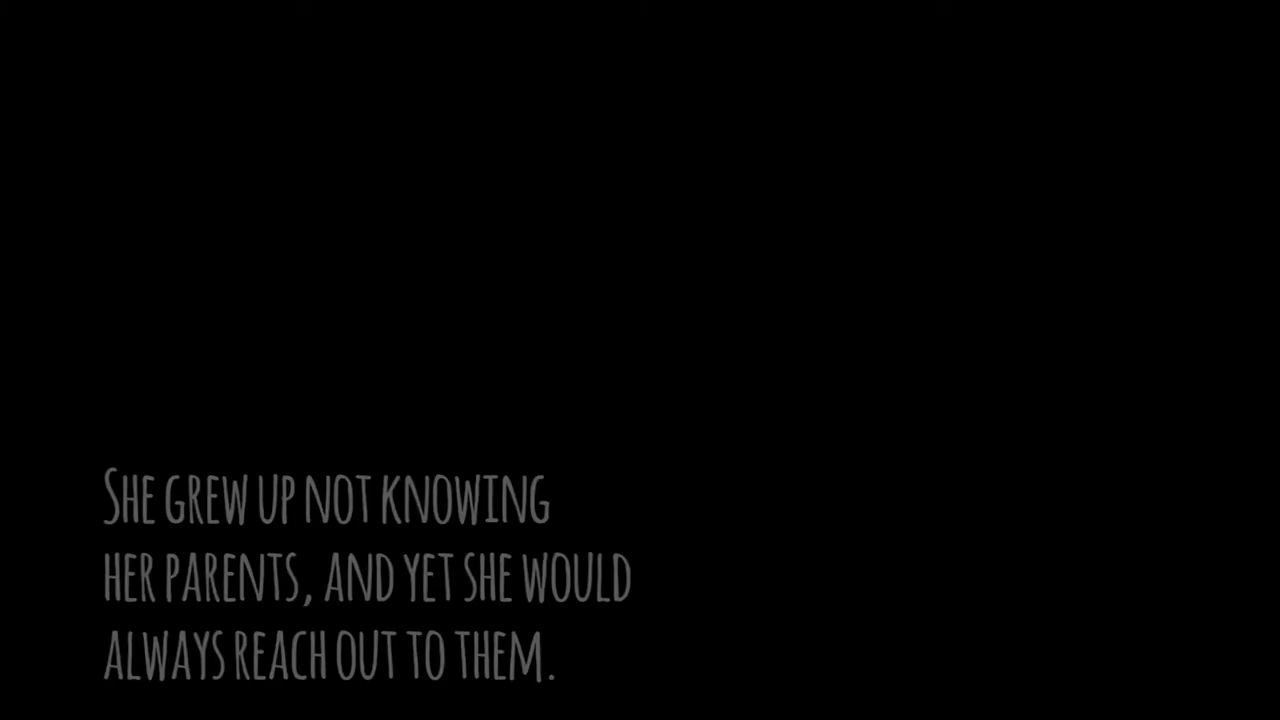 She grew up not knowing
her parents, and yet she would
always reach out to them.